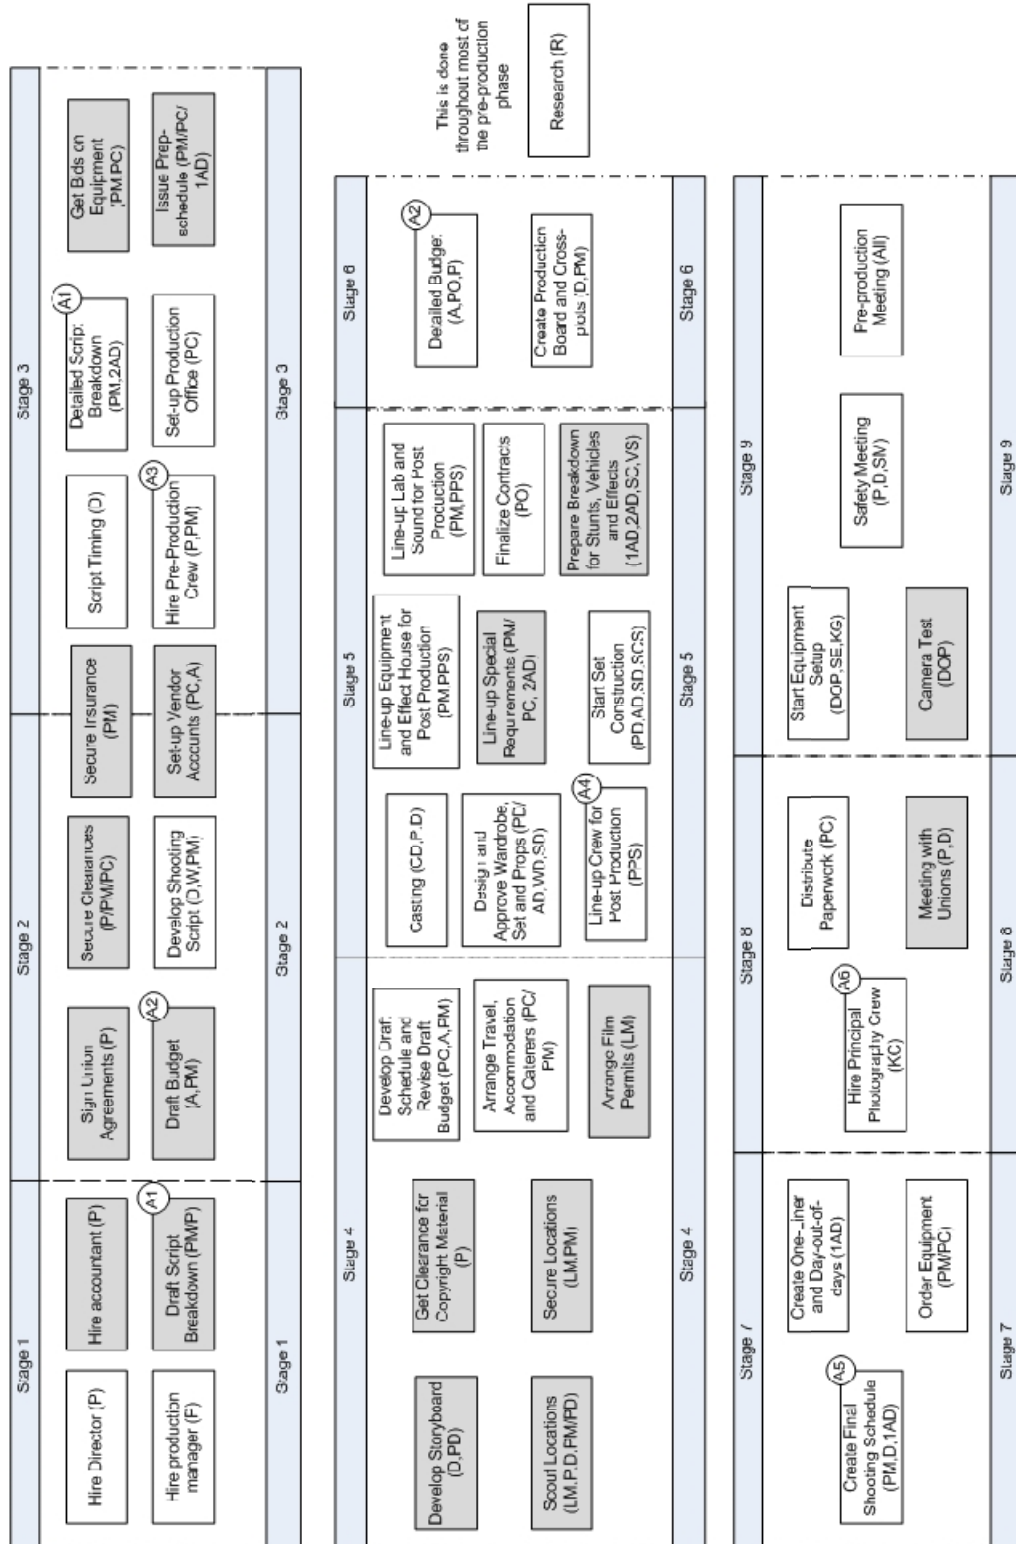 Stage 1
Stage 2
Stage 3
Hire Director (P)
Hire accountant (P)
Sign Union
Agreements (P)
Secure Clearances
(P/PM/PC)
Secure Insurance
(PM)
Script Timing (D)
A1
Detailed Script
Breakdown
(PM,2AD)
Get Bids on
Equipment
(PM,PC)
Hire production
manager (P)
A1
Draft Script
Breakdown (PM/P)
A2
Draft Budget
(A,PM)
Develop Shooting
Script (D,W,PM)
Set-up Vendor
Accounts (PC,A)
A3
Hire Pre-Production
Crew (P,PM)
Set-up Production
Office (PC)
Issue Prep-
schedule (PM/PC/
1AD)
Stage 1
Stage 2
Stage 3
Stage 4
Stage 5
Stage 6
Develop Storyboard
(D,PD)
Get Clearance for
Copyright Material
(P)
Develop Draft
Schedule and
Revise Draft
Budget (PC,A,PM)
Casting (CD,P,D)
Line-up Equipment
and Effect House for
Post Production
(PM,PPS)
Line-up Lab and
Sound for Post
Production
(PM,PPS)
A2
Detailed Budget
(A,PO,P)
Arrange Travel,
Accommodation
and Caterers (PC/
PM)
Design and
Approve Wardrobe,
Set and Props (PD/
AD,WD,SD)
Line-up Special
Requirements (PM/
PC, 2AD)
Finalize Contracts
(PO)
Scout Locations
(LM,P,D,PM/PD)
Secure Locations
(LM,PM)
Arrange Film
Permits (LM)
A4
Line-up Crew for
Post Production
(PPS)
Start Set
Construction
(PD,AD,SD,SCS)
Prepare Breakdown
for Stunts, Vehicles
and Effects
(1AD,2AD,SC,VS)
Create Production
Board and Cross-
plots (D,PM)
Stage 4
Stage 5
Stage 6
This is done
throughout most of
the pre-production
phase
Research (R)
Stage 7
Stage 8
Stage 9
A5
Create Final
Shooting Schedule
(PM,D,1AD)
Create One-Liner
and Day-out-of-
days (1AD)
Order Equipment
(PM/PC)
A6
Hire Principal
Photography Crew
(KC)
Distribute
Paperwork (PC)
Meeting with
Unions (P,D)
Start Equipment
Setup
(DOP,SE,KG)
Camera Test
(DOP)
Safety Meeting
Pre-production
Meeting (All)
Stage 7
Stage 8
Stage 9